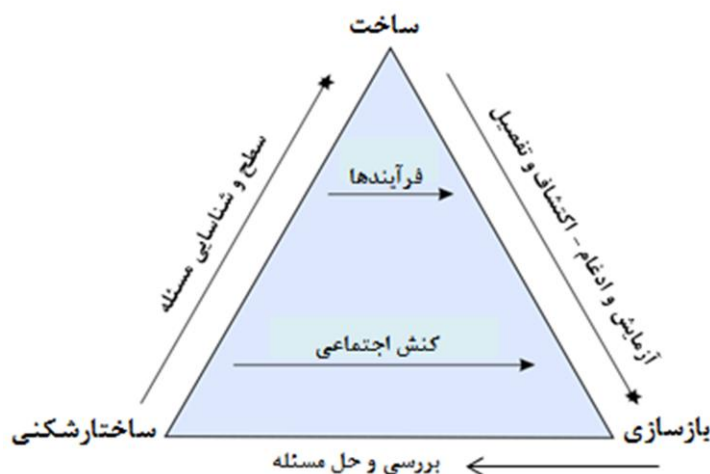 ساخت
سطح و شناسایی مسئله
آزمایش و ادغام – اکتشاف و تفصیل
فرآیندها
کنش اجتماعی
ساختارشکنی
بازسازی
بررسی و حل مسئله